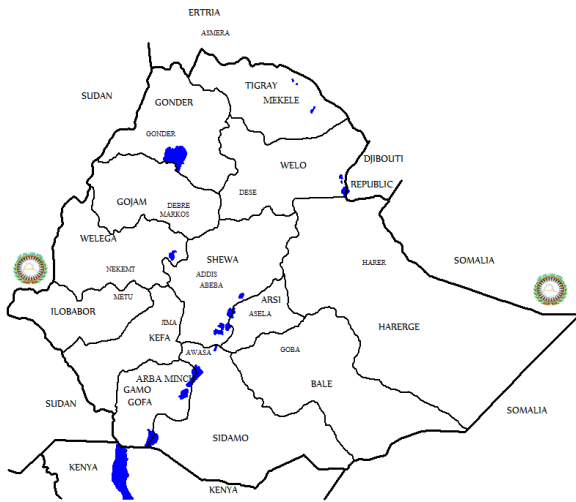 ERTRIA
ASMERA
SUDAN
GONDER
TIGRAY
MEKELE
GONDER
WELO
DJIBOUTI
REPUBLIC
DESE
GOJAM
DEBRE
MARKOS
WELEGA
SHEWA
HARER
SOMALIA
NEKEMT
ADDIS
ABEBA
METU
ARSI
ILOBABOR
JIMA
ASELA
KEFA
HARERGE
AWASA
GOBA
ARBA MINCH
GAMO
GOFA
BALE
SUDAN
SOMALIA
SIDAMO
KENYA
KENYA